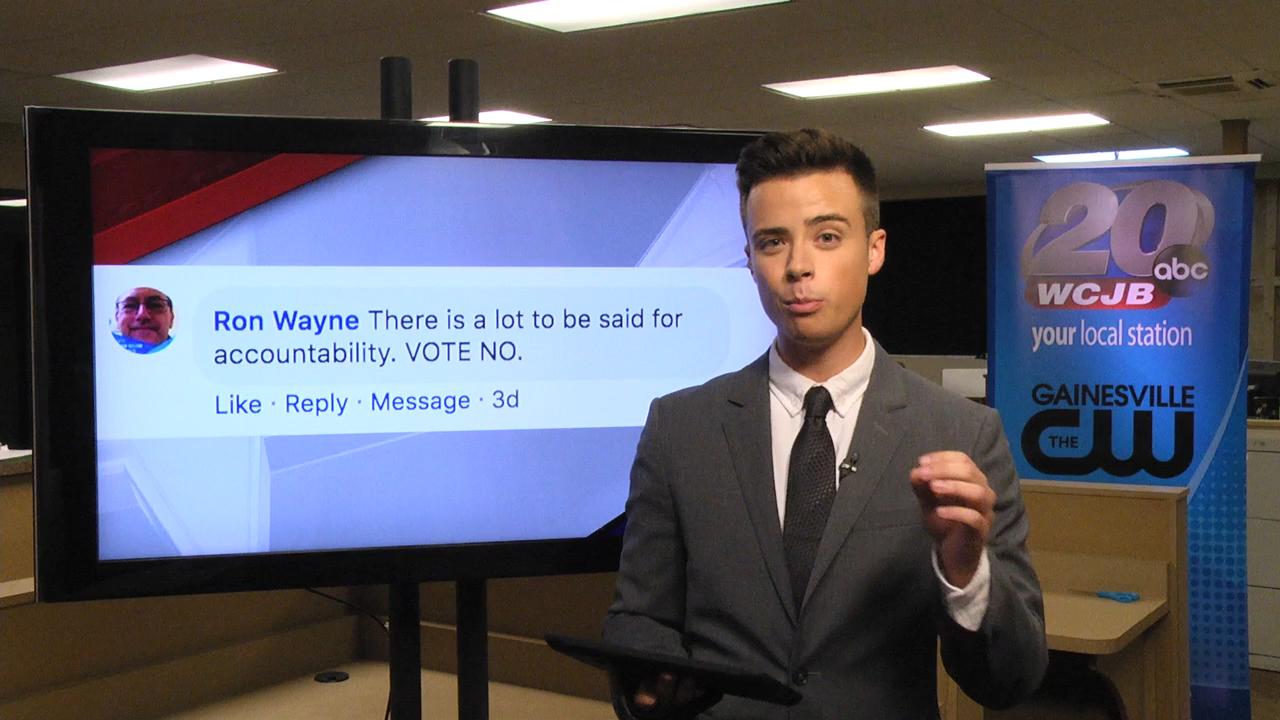 Ron Wayne There is a lot to be said for
accountability. VOTE NO.
Like · Reply · Message · 3d
20
abc
WCJB
your local station
GAINESVILLE
THE CW